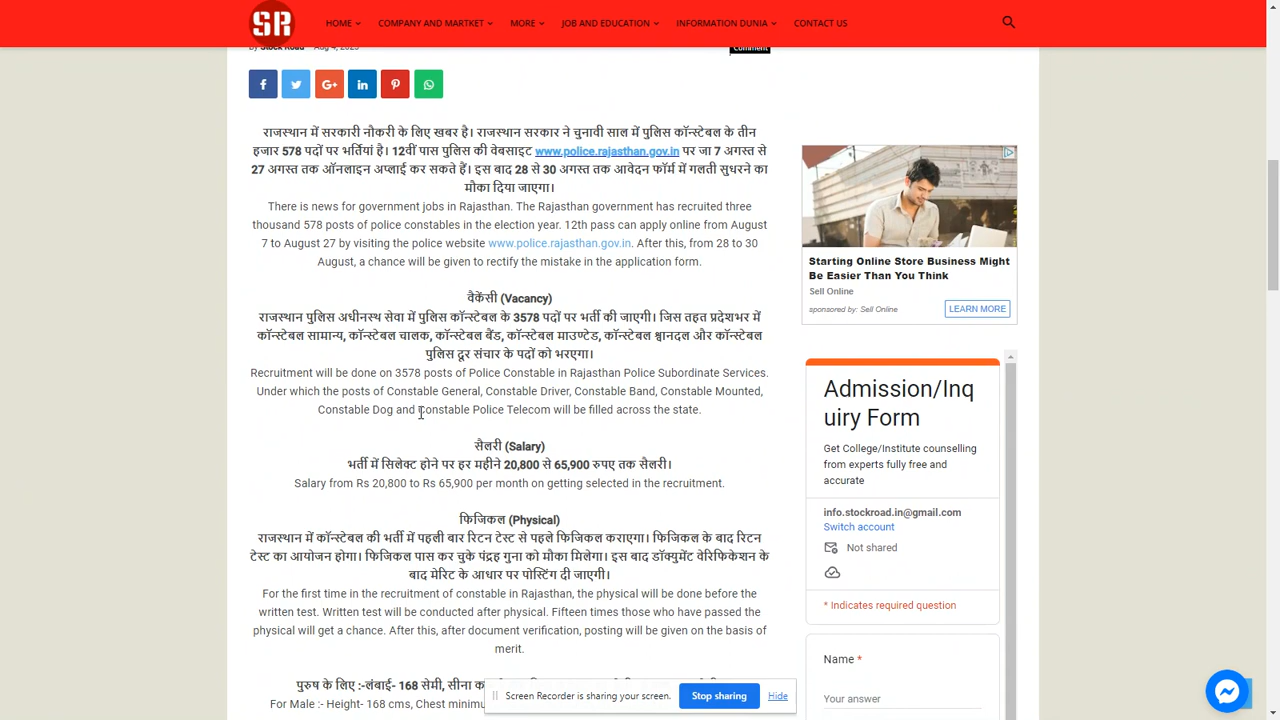 SR
HOME
COMPANY AND MARTKET
MORE
JOB AND EDUCATION
INFORMATION DUNIA
CONTACT US
By Stock Road - Aug 4, 2023
Comment
f
G+
in
राजस्थान में सरकारी नौकरी के लिए खबर है। राजस्थान सरकार ने चुनावी साल में पुलिस कॉन्स्टेबल के तीन
हजार 578 पदों पर भर्तियां है। 12वीं पास पुलिस की वेबसाइट www.police.rajasthan.gov.in पर जा 7 अगस्त से
27 अगस्त तक ऑनलाइन अप्लाई कर सकते हैं। इस बाद 28 से 30 अगस्त तक आवेदन फॉर्म में गलती सुधरने का
मौका दिया जाएगा।
There is news for government jobs in Rajasthan. The Rajasthan government has recruited three
thousand 578 posts of police constables in the election year. 12th pass can apply online from August
7 to August 27 by visiting the police website www.police.rajasthan.gov.in. After this, from 28 to 30
August, a chance will be given to rectify the mistake in the application form.
वैकेंसी (Vacancy)
राजस्थान पुलिस अधीनस्थ सेवा में पुलिस कॉन्स्टेबल के 3578 पदों पर भर्ती की जाएगी। जिस तहत प्रदेशभर में
कॉन्स्टेबल सामान्य, कॉन्स्टेबल चालक, कॉन्स्टेबल बैंड, कॉन्स्टेबल माउण्टेड, कॉन्स्टेबल श्वानदल और कॉन्स्टेबल
पुलिस दूर संचार के पदों को भरएगा।
Recruitment will be done on 3578 posts of Police Constable in Rajasthan Police Subordinate Services.
Under which the posts of Constable General, Constable Driver, Constable Band, Constable Mounted,
Constable Dog and Constable Police Telecom will be filled across the state.
सैलरी (Salary)
भर्ती में सिलेक्ट होने पर हर महीने 20,800 से 65,900 रुपए तक सैलरी।
Salary from Rs 20,800 to Rs 65,900 per month on getting selected in the recruitment.
फिजिकल (Physical)
राजस्थान में कॉन्स्टेबल की भर्ती में पहली बार रिटन टेस्ट से पहले फिजिकल कराएगा। फिजिकल के बाद रिटन
टेस्ट का आयोजन होगा। फिजिकल पास कर चुके पंद्रह गुना को मौका मिलेगा। इस बाद डॉक्युमेंट वेरिफिकेशन के
बाद मेरिट के आधार पर पोस्टिंग दी जाएगी।
For the first time in the recruitment of constable in Rajasthan, the physical will be done before the
written test. Written test will be conducted after physical. Fifteen times those who have passed the
physical will get a chance. After this, after document verification, posting will be given on the basis of
merit.
पुरुष के लिए :-लंबाई- 168 सेमी, सीना
For Male :- Height- 168 cms, Chest minimu
Starting Online Store Business Might
Be Easier Than You Think
Sell Online
sponsored by: Sell Online
LEARN MORE
Admission/Inq
uiry Form
Get College/Institute counselling
from experts fully free and
accurate
info.stockroad.in@gmail.com
Switch account
Not shared
* Indicates required question
Name *
Your answer
Screen Recorder is sharing your screen.
Stop sharing
Hide